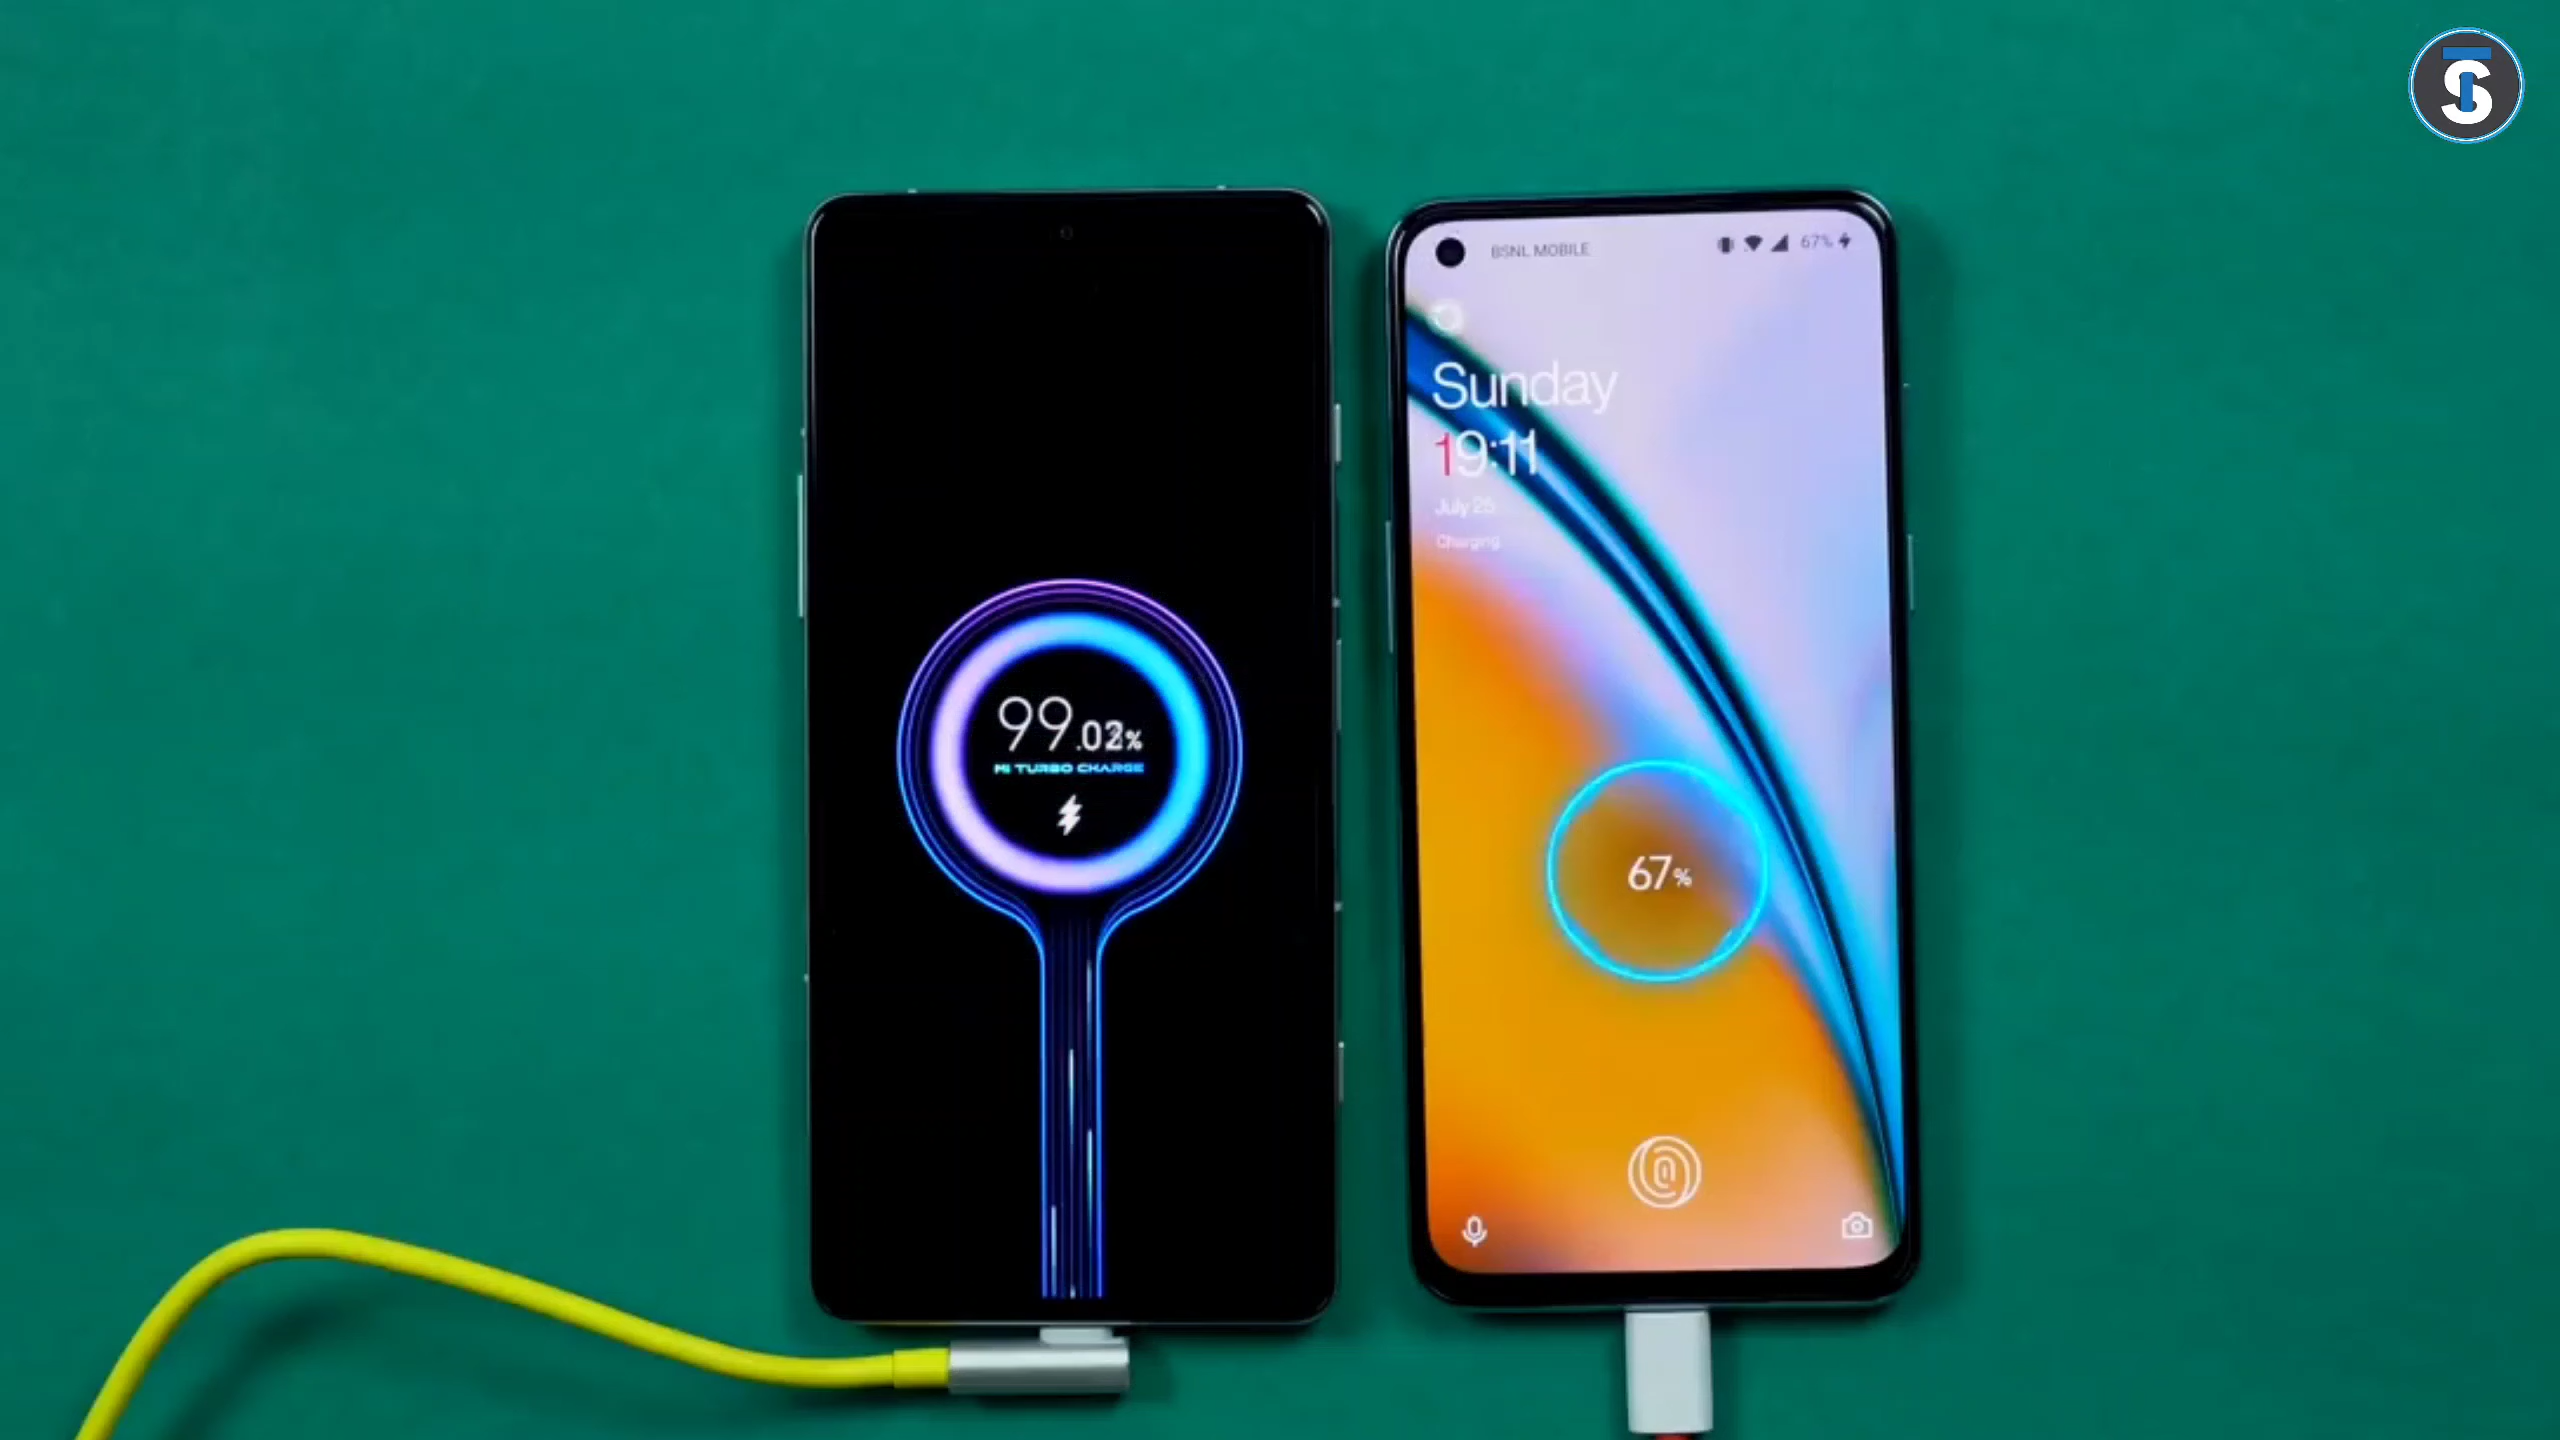 BSNL MOBILE
67%
Sunday
19:11
July 25
Charging
99.02%
MI TURBO CHARGE
67%